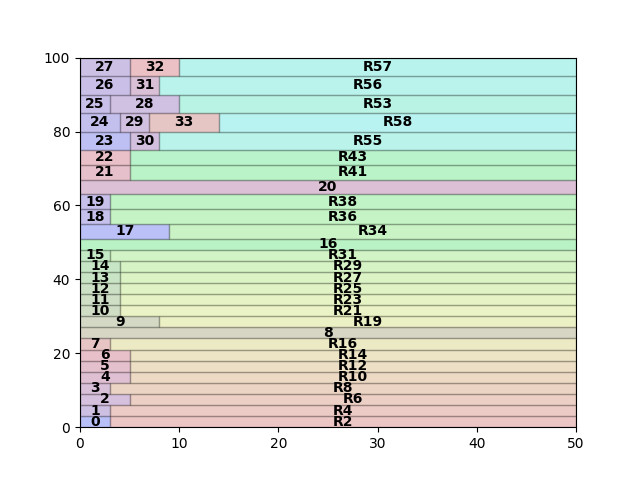 100
27 32 R57
26 31 R56
25 28 R53
24 29 33 R58
80
23 30 R55
22 R43
21 R41
20
19 R38
60
18 R36
17 R34
16
15 R31
14 R29
40
13 R27
12 R25
11 R23
10 R21
9 R19
8
20
7 R16
6 R14
5 R12
4 R10
3 R8
2 R6
1 R4
0 0 R2
0 10 20 30 40 50